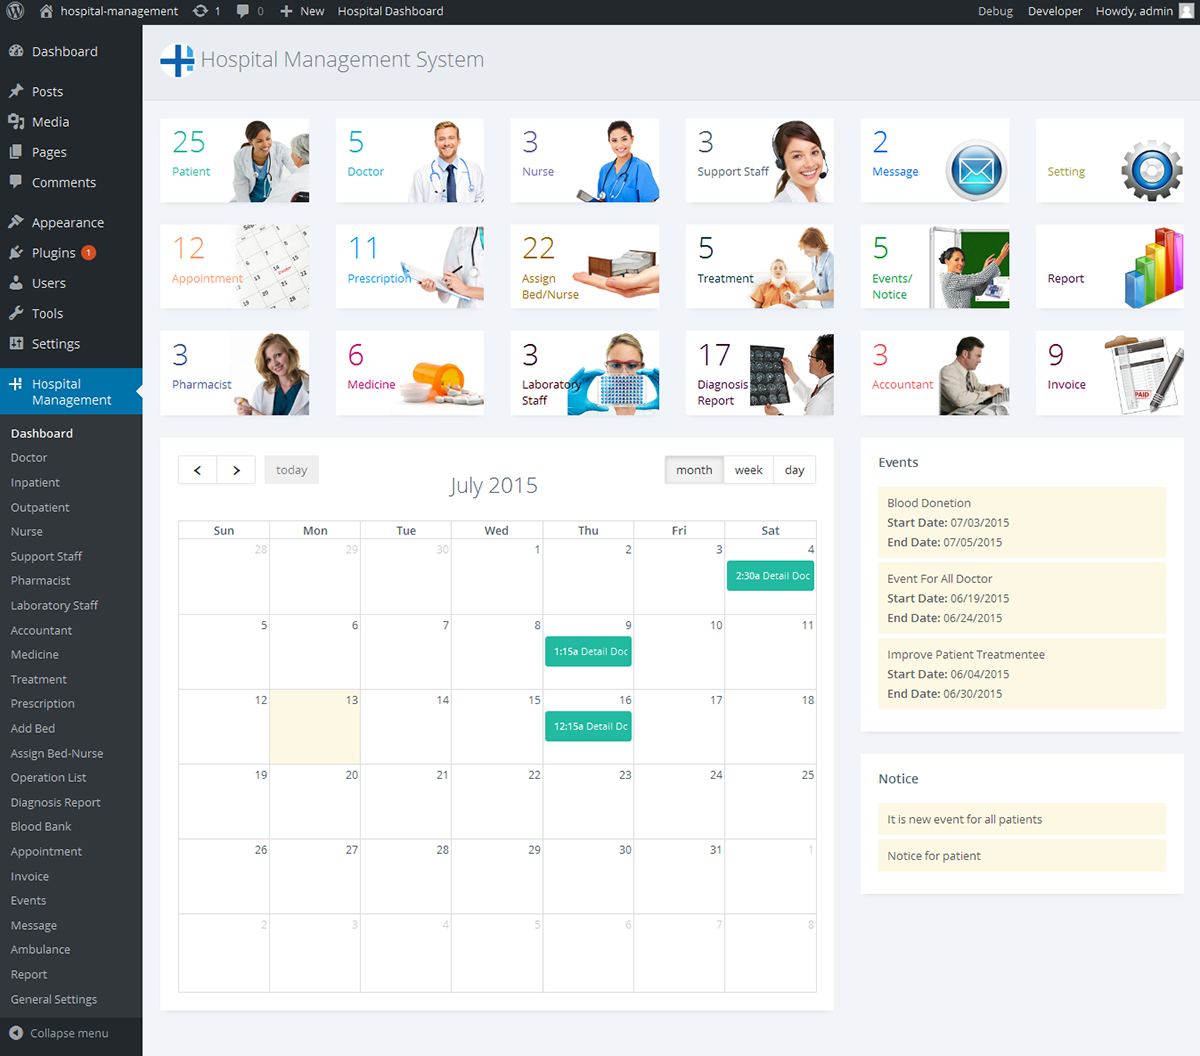 hospital-management 1 0 New Hospital Dashboard Debug Developer Howdy, admin
Dashboard
Posts
Media
Pages
Comments
Appearance
Plugins 1
Users
Tools
Settings
Hospital
Management
Dashboard
Doctor
Inpatient
Outpatient
Nurse
Support Staff
Pharmacist
Laboratory Staff
Accountant
Medicine
Treatment
Prescription
Add Bed
Assign Bed-Nurse
Operation List
Diagnosis Report
Blood Bank
Appointment
Invoice
Events
Message
Ambulance
Report
General Settings
Collapse menu
Hospital Management System
25
Patient
5
Doctor
3
Nurse
3
Support Staff
2
Message
Setting
12
Appointment
11
Prescription
22
Assign
Bed/Nurse
5
Treatment
5
Events/
Notice
Report
3
Pharmacist
6
Medicine
3
Laboratory
Staff
17
Diagnosis
Report
3
Accountant
9
Invoice
PAID
today
July 2015
month week day
Sun Mon Tue Wed Thu Fri Sat
28 29 30 1 2 3 4
2:30a Detail Doc
5 6 7 8 9 10 11
1:15a Detail Doc
12 13 14 15 16 17 18
12:15a Detail Dc
19 20 21 22 23 24 25
26 27 28 29 30 31 1
2 3 4 5 6 7 8
Events
Blood Donetion
Start Date: 07/03/2015
End Date: 07/05/2015
Event For All Doctor
Start Date: 06/19/2015
End Date: 06/24/2015
Improve Patient Treatmentee
Start Date: 06/04/2015
End Date: 06/30/2015
Notice
It is new event for all patients
Notice for patient